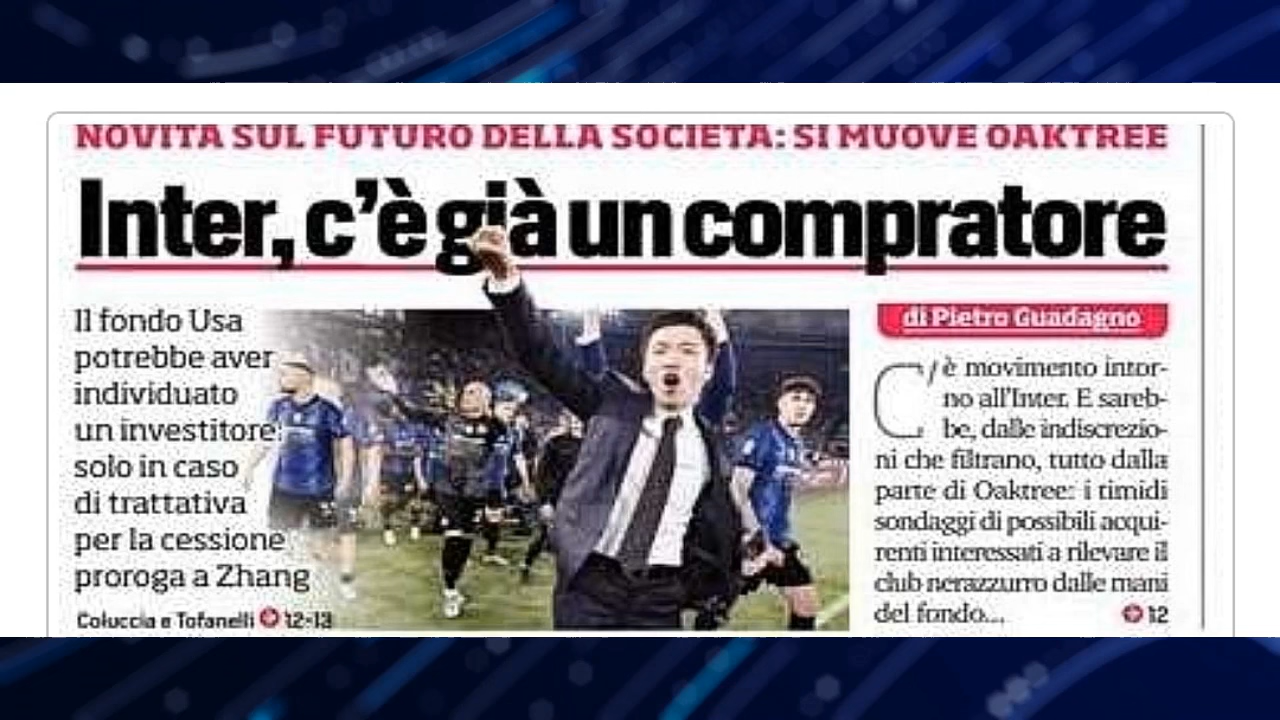 NOVITÀ SUL FUTURO DELLA SOCIETÀ: SI MUOVE OAKTREE
Inter, c'è già un compratore
Il fondo Usa
potrebbe aver
individuato
un investitore:
solo in caso
di trattativa
per la cessione
proroga a Zhang
Coluccia e Tofanelli 12-13
di Pietro Guadagno
C'è movimento intor-
no all'Inter. E sareb-
be, dalle indiscrezio-
ni che filtrano, tutto dalla
parte di Oaktree: i timidi
sondaggi di possibili acqui-
renti interessati a rilevare il
club nerazzurro dalle mani
del fondo... 12